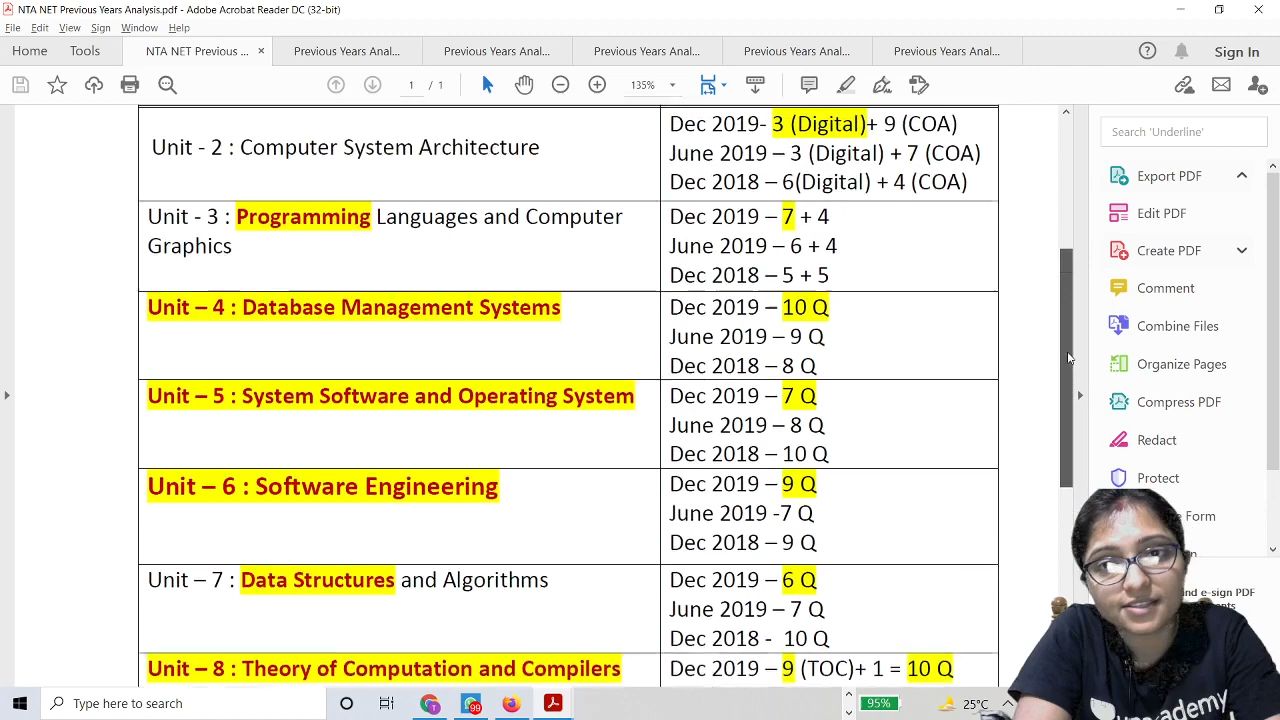 NTA NET Previous Years Analysis.pdf - Adobe Acrobat Reader DC (32-bit)
File Edit View Sign Window Help
Home Tools NTA NET Previous ... × Previous Years Anal... Previous Years Anal... Previous Years Anal... Previous Years Anal... Previous Years Anal... Sign In
1 / 1 135%
Unit - 2 : Computer System Architecture
Dec 2019- 3 (Digital)+ 9 (COA)
June 2019 – 3 (Digital) + 7 (COA)
Dec 2018 – 6(Digital) + 4 (COA)
Unit - 3 : Programming Languages and Computer
Graphics
Dec 2019 – 7 + 4
June 2019 – 6 + 4
Dec 2018 – 5 + 5
Unit – 4 : Database Management Systems
Dec 2019 – 10 Q
June 2019 – 9 Q
Dec 2018 – 8 Q
Unit – 5 : System Software and Operating System
Dec 2019 – 7 Q
June 2019 – 8 Q
Dec 2018 – 10 Q
Unit – 6 : Software Engineering
Dec 2019 – 9 Q
June 2019 -7 Q
Dec 2018 – 9 Q
Unit – 7 : Data Structures and Algorithms
Dec 2019 – 6 Q
June 2019 – 7 Q
Dec 2018 - 10 Q
Unit – 8 : Theory of Computation and Compilers
Dec 2019 – 9 (TOC)+ 1 = 10 Q
Search 'Underline'
Export PDF
Edit PDF
Create PDF
Comment
Combine Files
Organize Pages
Compress PDF
Redact
Protect
Form
and e-sign PDF
Type here to search
99
95%
25°C